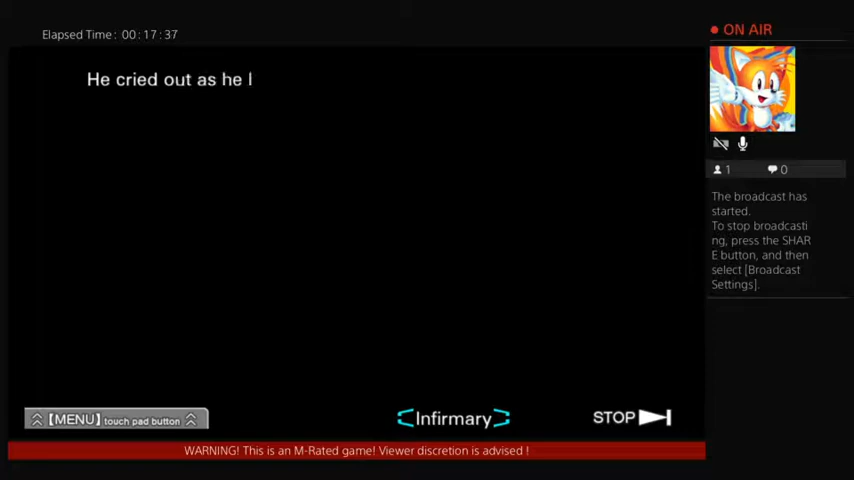 Elapsed Time: 00:17:37
ON AIR
He cried out as he l
1 0
The broadcast has
started.
To stop broadcasti
ng, press the SHAR
E button, and then
select [Broadcast
Settings].
【MENU】touch pad button
Infirmary
STOP
WARNING! This is an M-Rated game! Viewer discretion is advised !